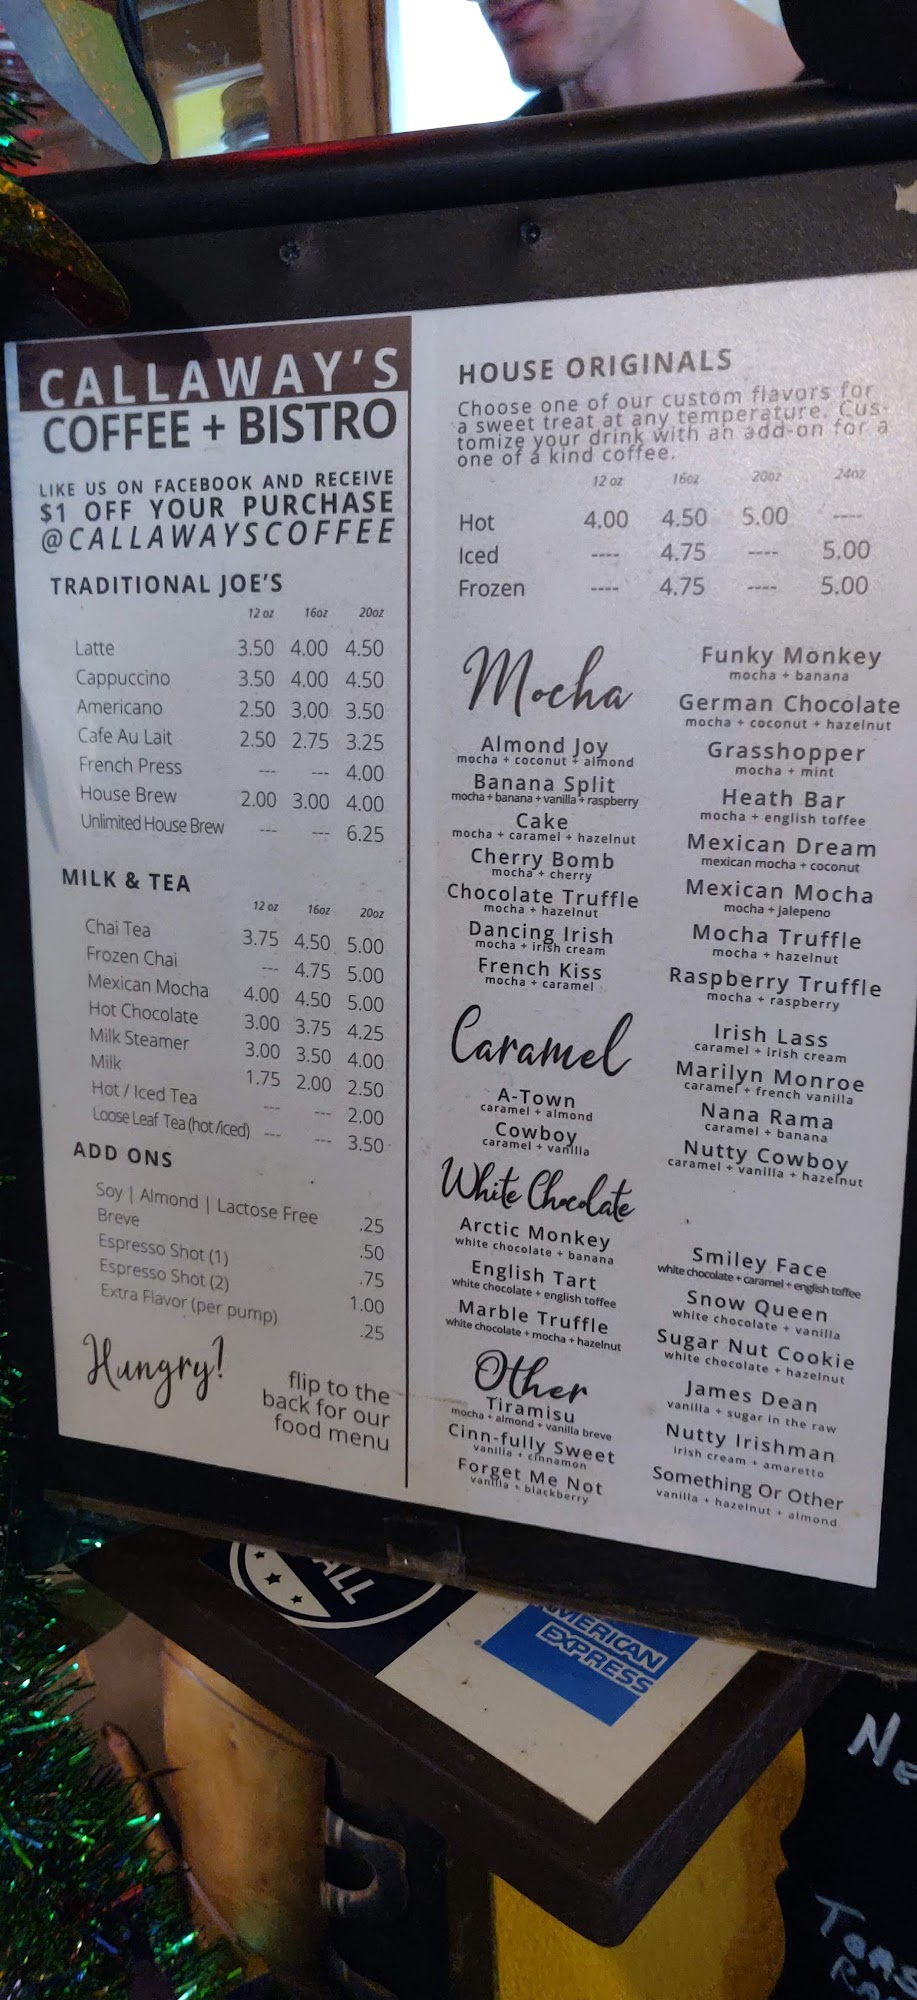 CALLAWAY'S
COFFEE + BISTRO
LIKE US ON FACEBOOK AND RECEIVE
$1 OFF YOUR PURCHASE
@CALLAWAYSCOFFEE
TRADITIONAL JOE'S
12 oz 16oz 20oz
Latte 3.50 4.00 4.50
Cappuccino 3.50 4.00 4.50
Americano 2.50 3.00 3.50
Cafe Au Lait 2.50 2.75 3.25
French Press --- --- 4.00
House Brew 2.00 3.00 4.00
Unlimited House Brew --- --- 6.25
MILK & TEA
12 oz 16oz 20oz
Chai Tea 3.75 4.50 5.00
Frozen Chai --- 4.75 5.00
Mexican Mocha 4.00 4.50 5.00
Hot Chocolate 3.00 3.75 4.25
Milk Steamer 3.00 3.50 4.00
Milk 1.75 2.00 2.50
Hot / Iced Tea --- --- 2.00
Loose Leaf Tea (hot /iced) --- --- 3.50
ADD ONS
Soy | Almond | Lactose Free .25
Breve .50
Espresso Shot (1) .75
Espresso Shot (2) 1.00
Extra Flavor (per pump) .25
Hungry!
flip to the
back for our
food menu
HOUSE ORIGINALS
Choose one of our custom flavors for
a sweet treat at any temperature. Cus-
tomize your drink with an add-on for a
one of a kind coffee.
12 oz 16oz 20oz 24oz
Hot 4.00 4.50 5.00 ----
Iced ---- 4.75 ---- 5.00
Frozen ---- 4.75 ---- 5.00
Mocha
Almond Joy
mocha + coconut + almond
Banana Split
mocha + banana + vanilla + raspberry
Cake
mocha + caramel + hazelnut
Cherry Bomb
mocha + cherry
Chocolate Truffle
mocha + hazelnut
Dancing Irish
mocha + irish cream
French Kiss
mocha + caramel
Funky Monkey
mocha + banana
German Chocolate
mocha + coconut + hazelnut
Grasshopper
mocha + mint
Heath Bar
mocha + english toffee
Mexican Dream
mexican mocha + coconut
Mexican Mocha
mocha + jalepeno
Mocha Truffle
mocha + hazelnut
Raspberry Truffle
mocha + raspberry
Caramel
A-Town
caramel + almond
Cowboy
caramel + vanilla
Irish Lass
caramel + irish cream
Marilyn Monroe
caramel + french vanilla
Nana Rama
caramel + banana
Nutty Cowboy
caramel + vanilla + hazelnut
White Chocolate
Arctic Monkey
white chocolate + banana
English Tart
white chocolate + english toffee
Marble Truffle
white chocolate + mocha + hazelnut
Smiley Face
white chocolate + caramel + english toffee
Snow Queen
white chocolate + vanilla
Sugar Nut Cookie
white chocolate + hazelnut
Other
Tiramisu
mocha + almond + vanilla breve
Cinn-fully Sweet
vanilla + cinnamon
Forget Me Not
vanilla + blackberry
James Dean
vanilla + sugar in the raw
Nutty Irishman
irish cream + amaretto
Something Or Other
vanilla + hazelnut + almond
ALL
AMERICAN
EXPRESS